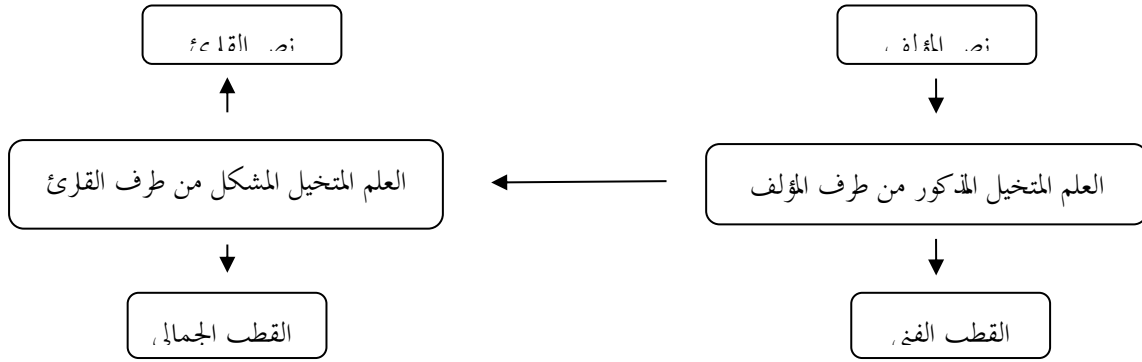 نص المؤلف
نص القارئ
العلم المتخيل المذكور من طرف المؤلف
العلم المتخيل المشكل من طرف القارئ
القطب الفني
القطب الجمالي